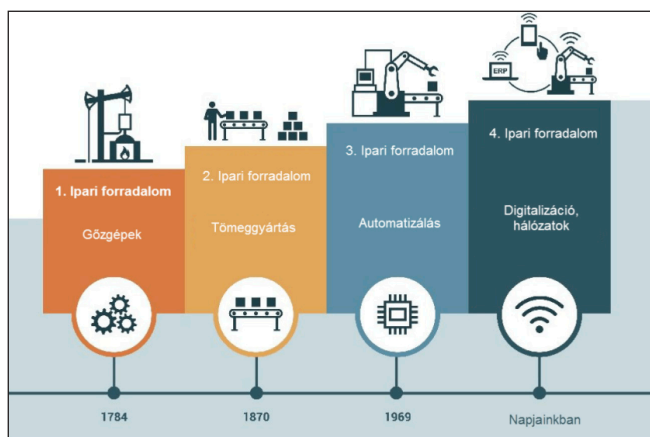 ERP
1. Ipari forradalom
Gőzgépek
2. Ipari forradalom
Tömeggyártás
3. Ipari forradalom
Automatizálás
4. Ipari forradalom
Digitalizáció,
hálózatok
1784
1870
1969
Napjainkban